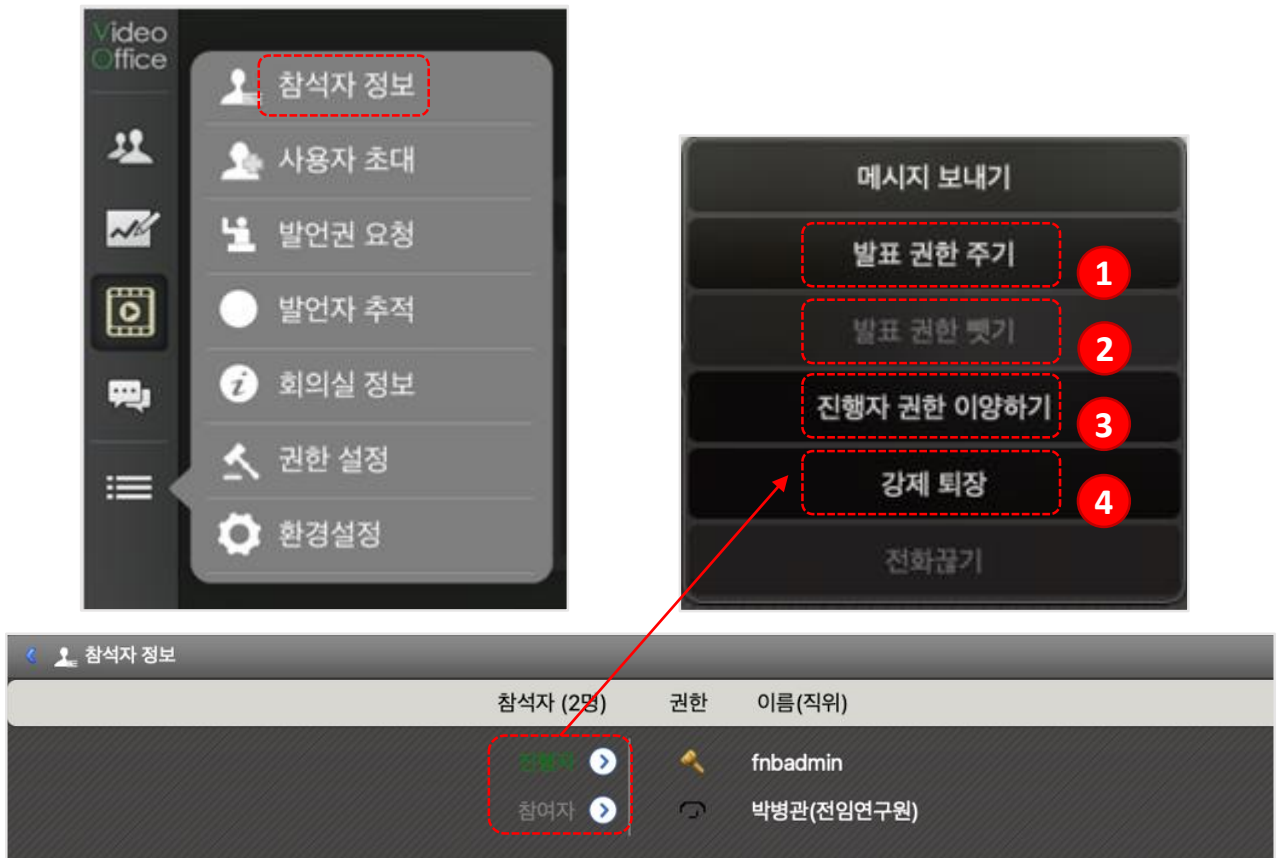 Video
Office
참석자 정보
사용자 초대
발언권 요청
발언자 추적
회의실 정보
권한 설정
환경설정
메시지 보내기
발표 권한 주기
1
발표 권한 뺏기
2
진행자 권한 이양하기
3
강제 퇴장
4
전화끊기
참석자 정보
참석자 (2명) 권한 이름(직위)
진행자 fnbadmin
참여자 박병관(전임연구원)